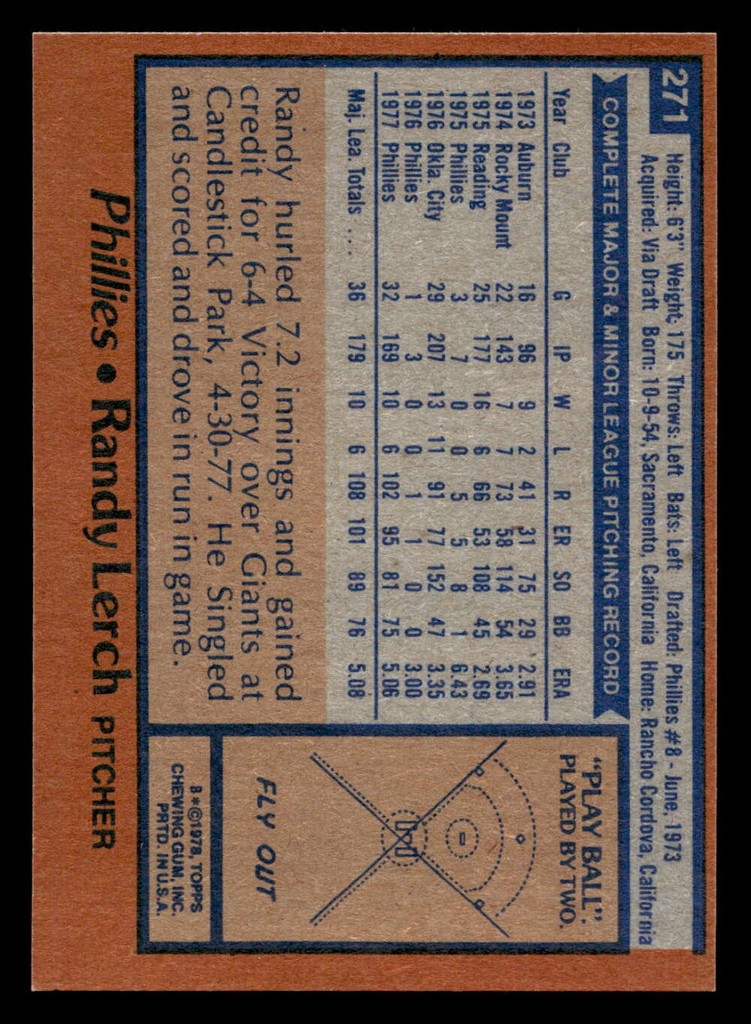 271
Height: 6'3" Weight: 175 Throws: Left Bats: Left Drafted: Phillies #8 - June, 1973
Acquired: Via Draft Born: 10-9-54, Sacramento, California Home: Rancho Cordova, California
COMPLETE MAJOR & MINOR LEAGUE PITCHING RECORD
Year Club G IP W L R ER SO BB ERA
1973 Auburn 16 96 9 2 41 31 75 29 2.91
1974 Rocky Mount 22 143 7 7 73 58 114 54 3.65
1975 Reading 25 177 16 6 66 53 108 45 2.69
1975 Phillies 3 7 0 0 5 5 8 1 6.43
1976 Okla. City 29 207 13 11 91 77 152 47 3.35
1976 Phillies 1 3 0 0 1 1 0 0 3.00
1977 Phillies 32 169 10 6 102 95 81 75 5.06
Maj. Lea. Totals .... 36 179 10 6 108 101 89 76 5.08
Randy hurled 7.2 innings and gained
credit for 6-4 Victory over Giants at
Candlestick Park, 4-30-77. He Singled
and scored and drove in run in game.
"PLAY BALL".
PLAYED BY TWO.
FLY OUT
B*©1978, TOPPS
CHEWING GUM, INC.
PRTD. IN U.S.A.
Phillies • Randy Lerch PITCHER